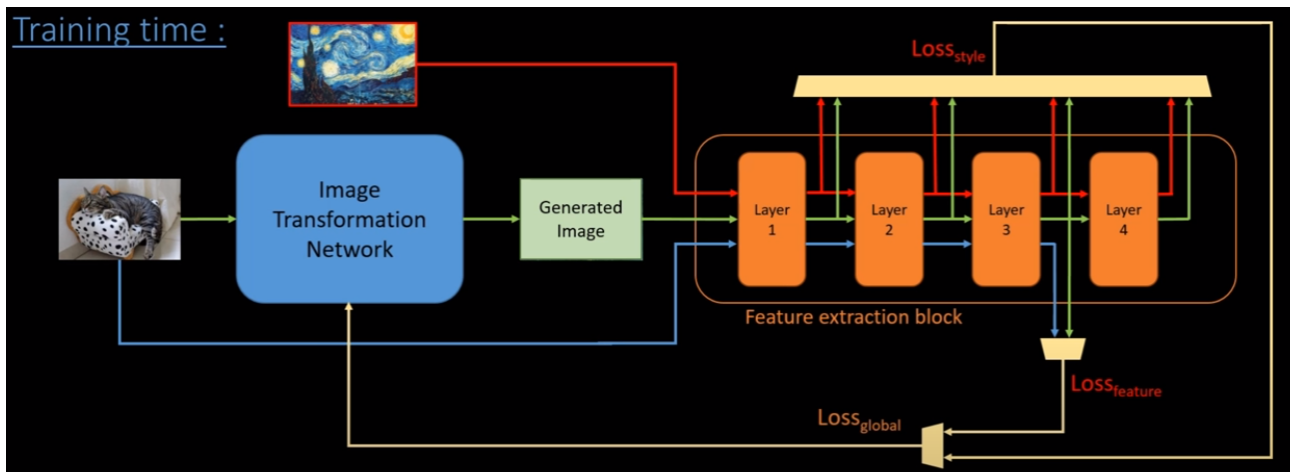 Training time :
Loss_style
Image
Transformation
Network
Generated
Image
Layer
1
Layer
2
Layer
3
Layer
4
Feature extraction block
Loss_feature
Loss_global